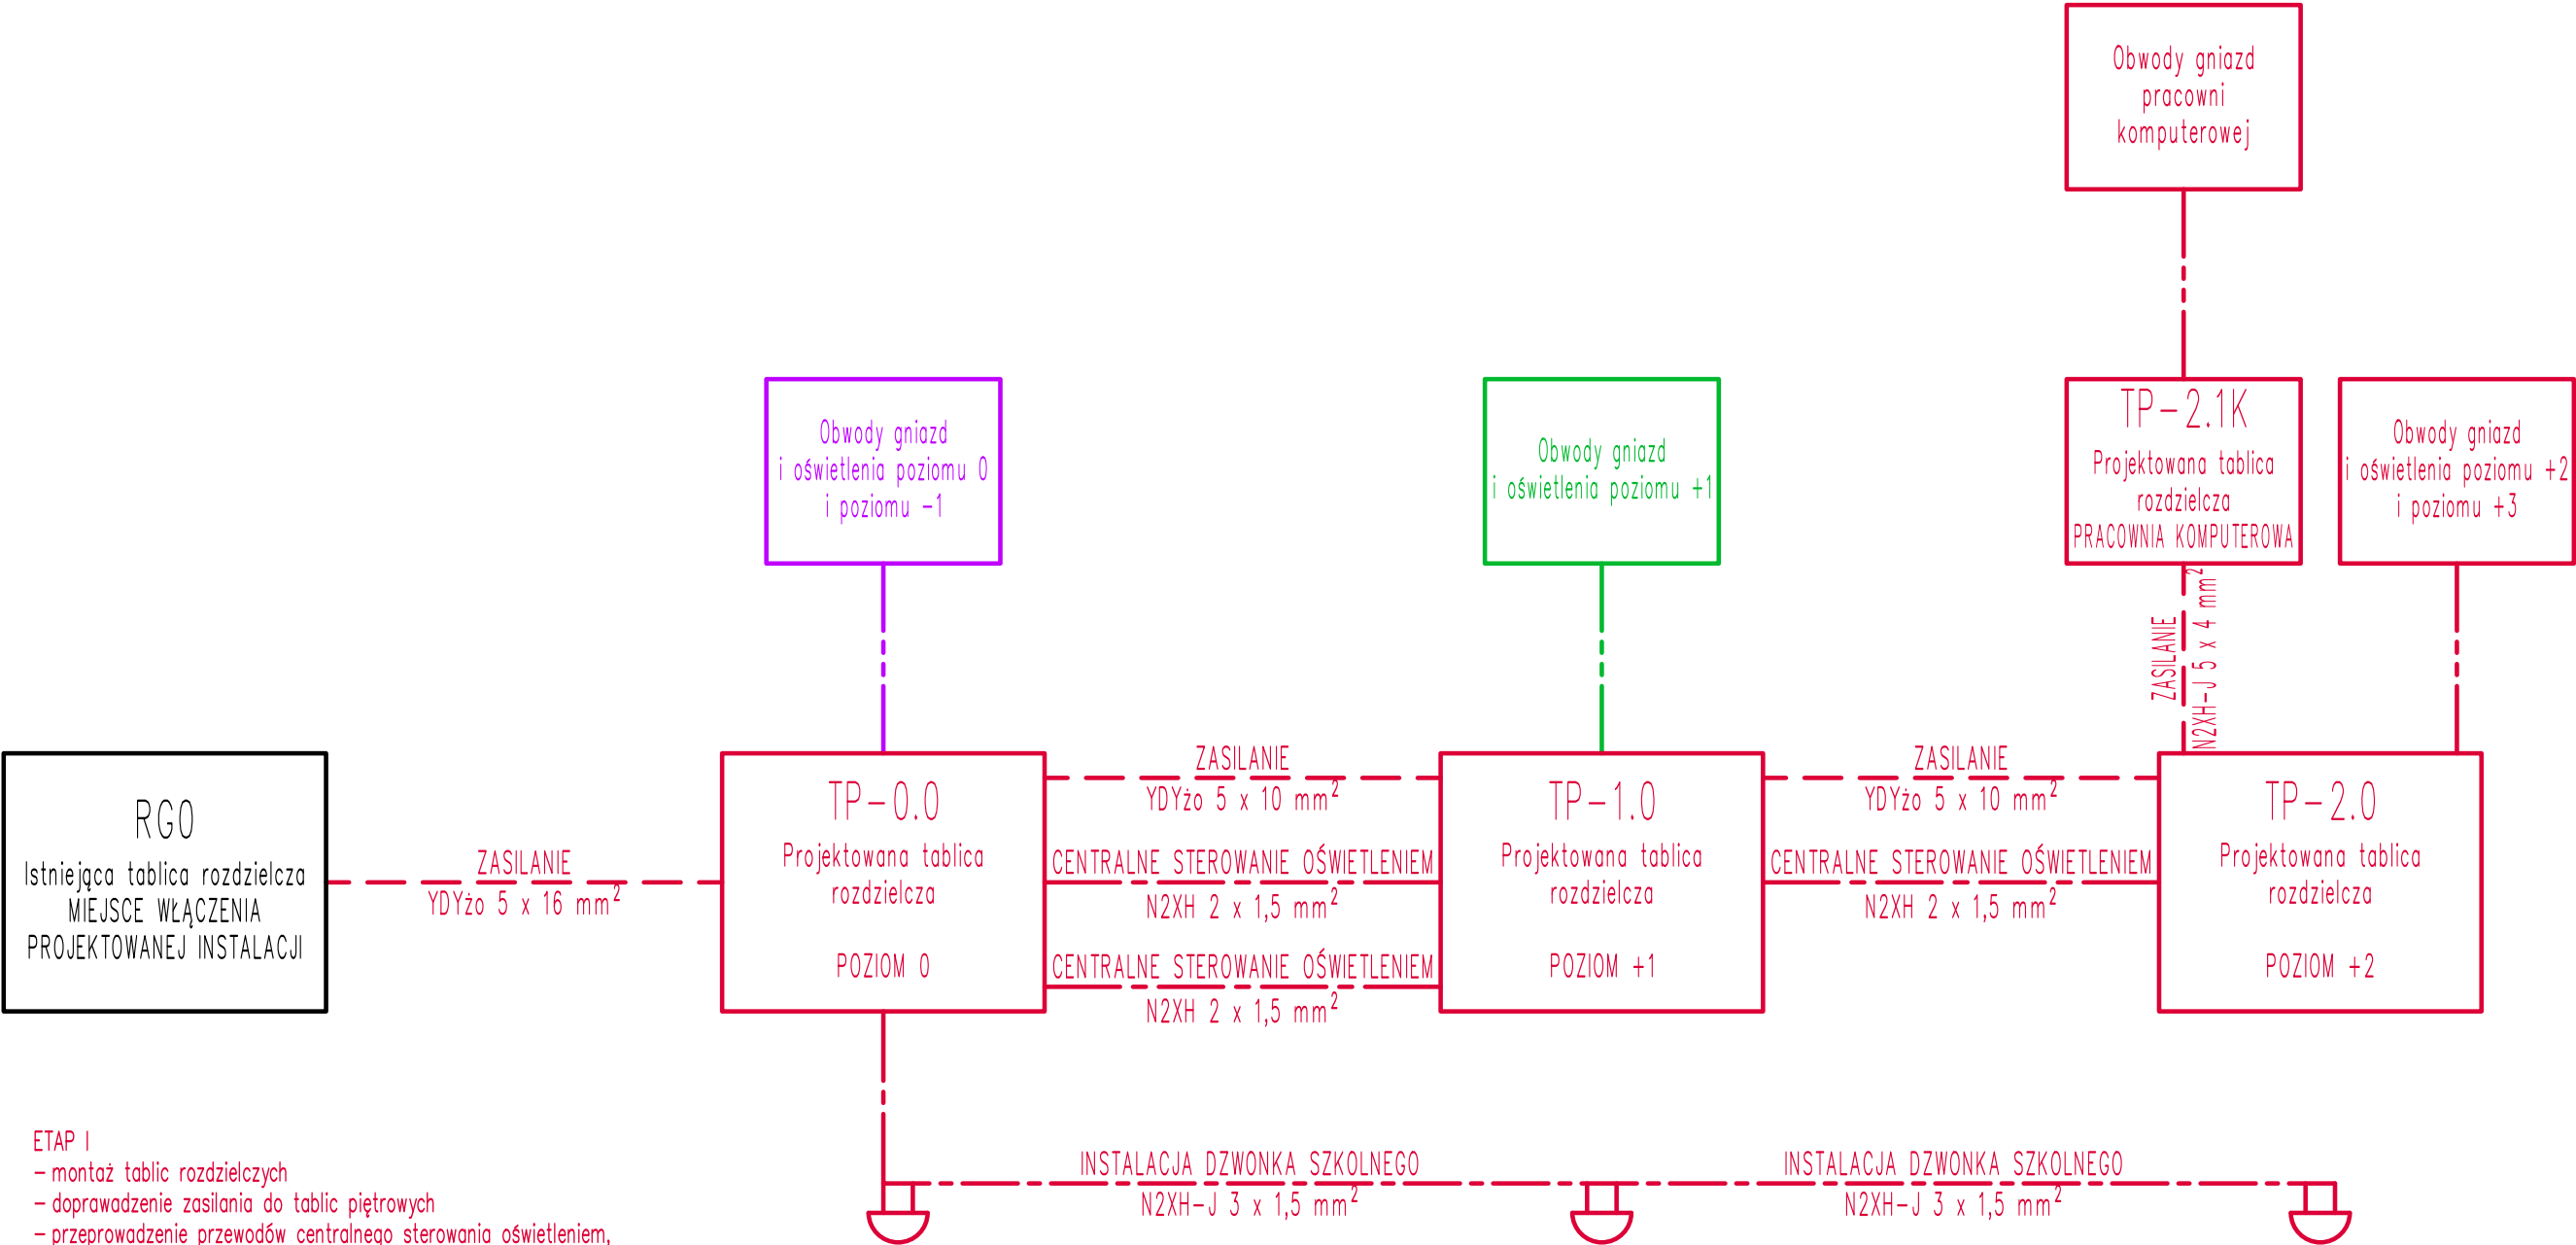 Obwody gniazd
pracowni
komputerowej
Obwody gniazd
i oświetlenia poziomu 0
i poziomu -1
Obwody gniazd
i oświetlenia poziomu +1
TP-2.1K
Projektowana tablica
rozdzielcza
PRACOWNIA KOMPUTEROWA
Obwody gniazd
i oświetlenia poziomu +2
i poziomu +3
ZASILANIE
N2XH-J 5 x 4 mm²
RGO
Istniejąca tablica rozdzielcza
MIEJSCE WŁĄCZENIA
PROJEKTOWANEJ INSTALACJI
ZASILANIE
YDYżo 5 x 16 mm²
TP-0.0
Projektowana tablica
rozdzielcza
POZIOM 0
ZASILANIE
YDYżo 5 x 10 mm²
CENTRALNE STEROWANIE OŚWIETLENIEM
N2XH 2 x 1,5 mm²
CENTRALNE STEROWANIE OŚWIETLENIEM
N2XH 2 x 1,5 mm²
TP-1.0
Projektowana tablica
rozdzielcza
POZIOM +1
ZASILANIE
YDYżo 5 x 10 mm²
CENTRALNE STEROWANIE OŚWIETLENIEM
N2XH 2 x 1,5 mm²
TP-2.0
Projektowana tablica
rozdzielcza
POZIOM +2
INSTALACJA DZWONKA SZKOLNEGO
N2XH-J 3 x 1,5 mm²
INSTALACJA DZWONKA SZKOLNEGO
N2XH-J 3 x 1,5 mm²
ETAP I
- montaż tablic rozdzielczych
- doprawadzenie zasilania do tablic piętrowych
- przeprowadzenie przewodów centralnego sterowania oświetleniem,